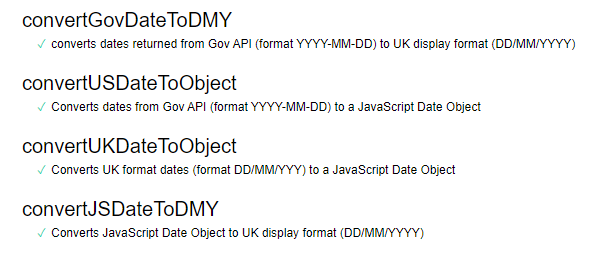 convertGovDateToDMY
✓ converts dates returned from Gov API (format YYYY-MM-DD) to UK display format (DD/MM/YYYY)
convertUSDateToObject
✓ Converts dates from Gov API (format YYYY-MM-DD) to a JavaScript Date Object
convertUKDateToObject
✓ Converts UK format dates (format DD/MM/YYY) to a JavaScript Date Object
convertJSDateToDMY
✓ Converts JavaScript Date Object to UK display format (DD/MM/YYYY)